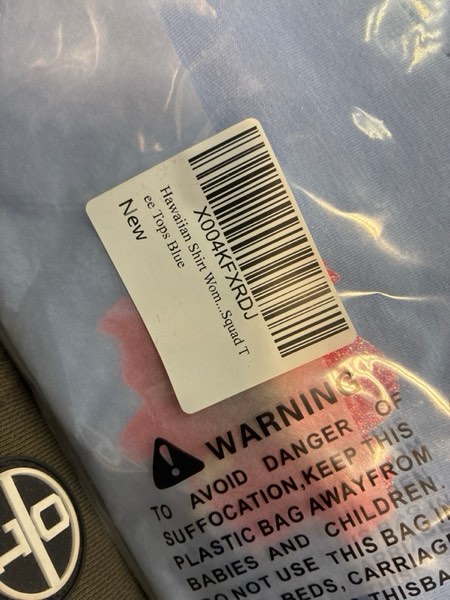 X004KFXRDJ
Hawaiian Shirt Wom...Squad T
ee Tops Blue
New
WARNING
TO AVOID DANGER OF
SUFFOCATION,KEEP THIS
PLASTIC BAG AWAYFROM
BABIES AND CHILDREN.
DO NOT USE THIS BAG IN
BEDS, CARRIAGE
THISBA